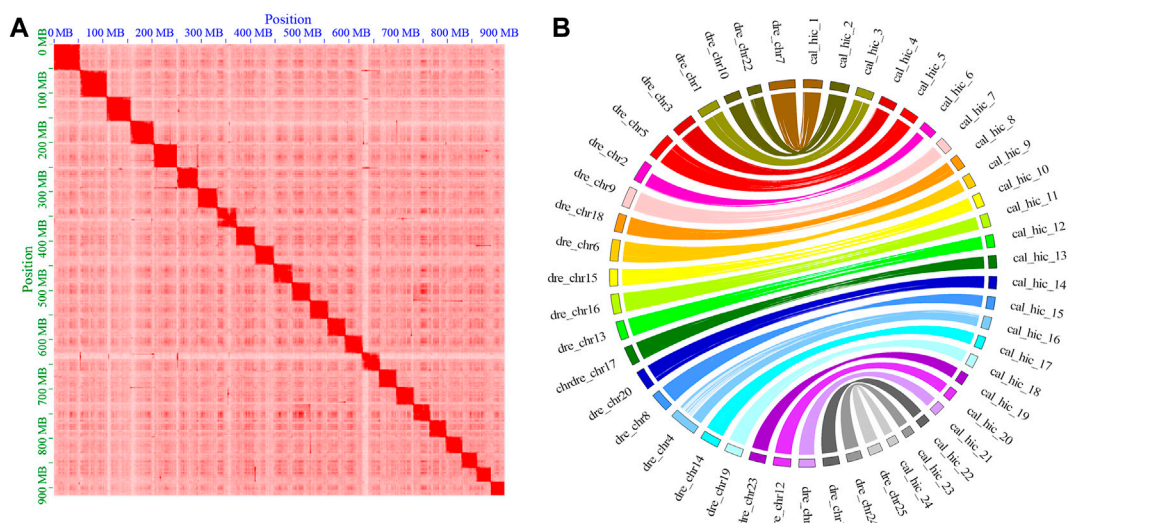 A
Position
0 MB 100 MB 200 MB 300 MB 400 MB 500 MB 600 MB 700 MB 800 MB 900 MB
Position
0 MB
100 MB
200 MB
300 MB
400 MB
500 MB
600 MB
700 MB
800 MB
900 MB
B
cal_hic_1
cal_hic_2
cal_hic_3
cal_hic_4
cal_hic_5
cal_hic_6
cal_hic_7
cal_hic_8
cal_hic_9
cal_hic_10
cal_hic_11
cal_hic_12
cal_hic_13
cal_hic_14
cal_hic_15
cal_hic_16
cal_hic_17
cal_hic_18
cal_hic_19
cal_hic_20
cal_hic_21
cal_hic_22
cal_hic_23
cal_hic_24
dre_chr25
dre_chr12
dre_chr23
dre_chr19
dre_chr14
dre_chr4
dre_chr8
dre_chr20
chrdre_chr17
dre_chr13
dre_chr16
dre_chr15
dre_chr6
dre_chr18
dre_chr9
dre_chr2
dre_chr5
dre_chr3
dre_chr1
dre_chr10
dre_chr22
dre_chr7